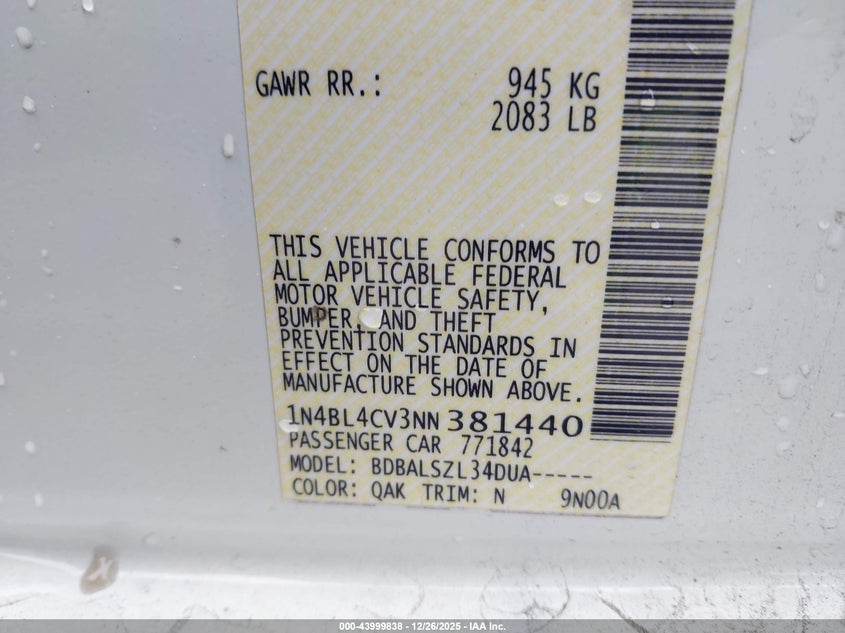 GAWR RR.: 945 KG
2083 LB
THIS VEHICLE CONFORMS TO
ALL APPLICABLE FEDERAL
MOTOR VEHICLE SAFETY,
BUMPER, AND THEFT
PREVENTION STANDARDS IN
EFFECT ON THE DATE OF
MANUFACTURE SHOWN ABOVE.
1N4BL4CV3NN381440
PASSENGER CAR 771842
MODEL: BDBALSZL34DUA-----
COLOR: QAK TRIM: N 9N00A
000-43999838 - 12/26/2025 - IAA Inc.